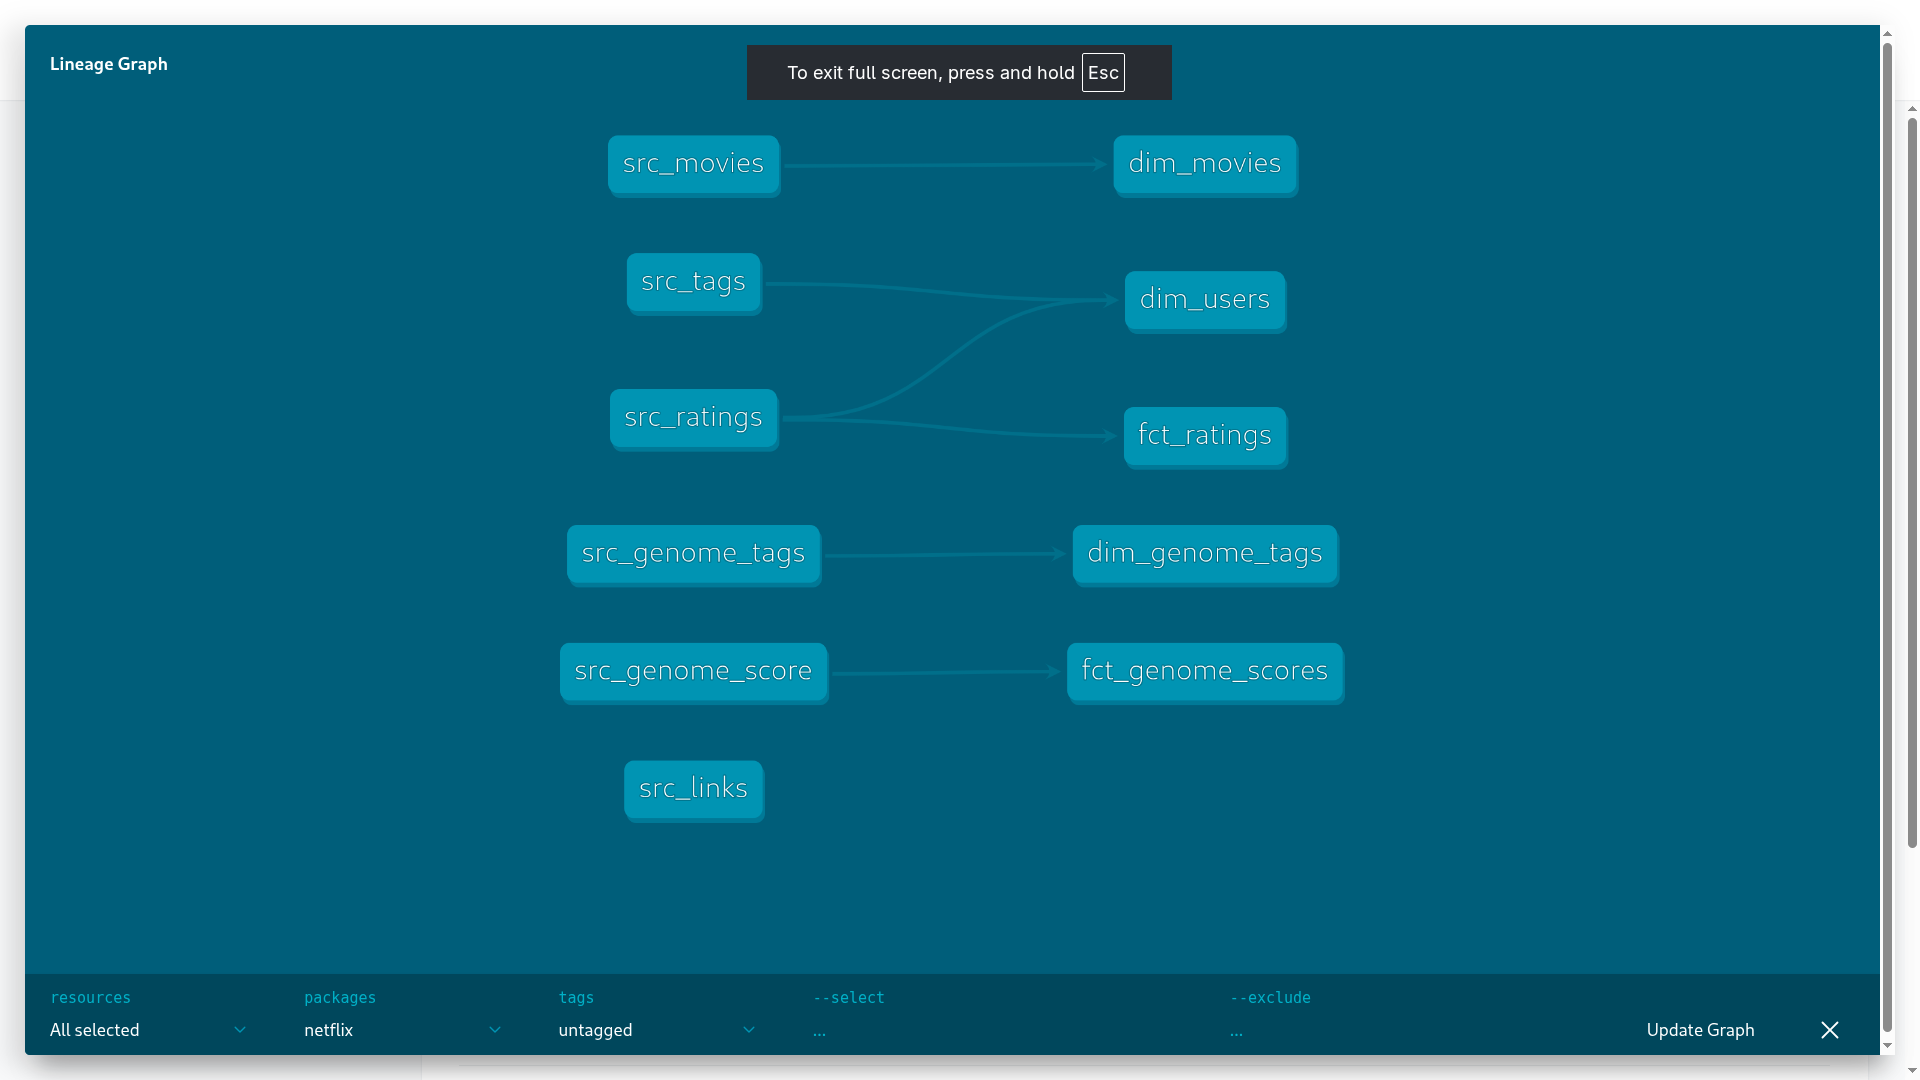 Lineage Graph
To exit full screen, press and hold Esc
src_movies
dim_movies
src_tags
dim_users
src_ratings
fct_ratings
src_genome_tags
dim_genome_tags
src_genome_score
fct_genome_scores
src_links
resources
packages
tags
--select
--exclude
All selected
netflix
untagged
...
...
Update Graph